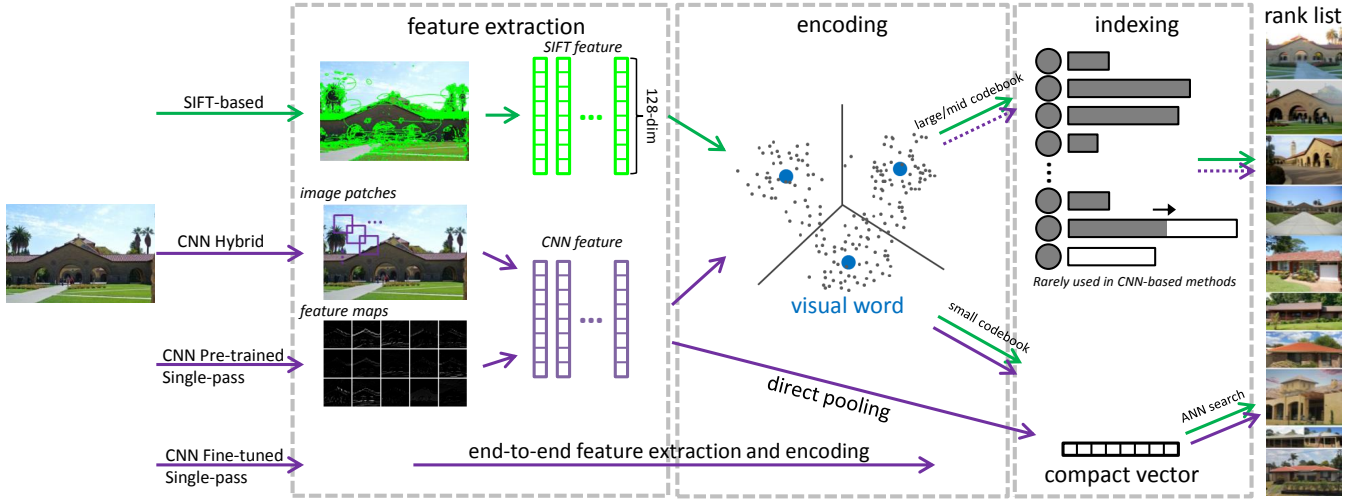 feature extraction
encoding
indexing
rank list
SIFT feature
SIFT-based
128-dim
large/mid codebook
image patches
CNN Hybrid
CNN feature
Rarely used in CNN-based methods
feature maps
visual word
small codebook
CNN Pre-trained
Single-pass
direct pooling
ANN search
CNN Fine-tuned
Single-pass
end-to-end feature extraction and encoding
compact vector